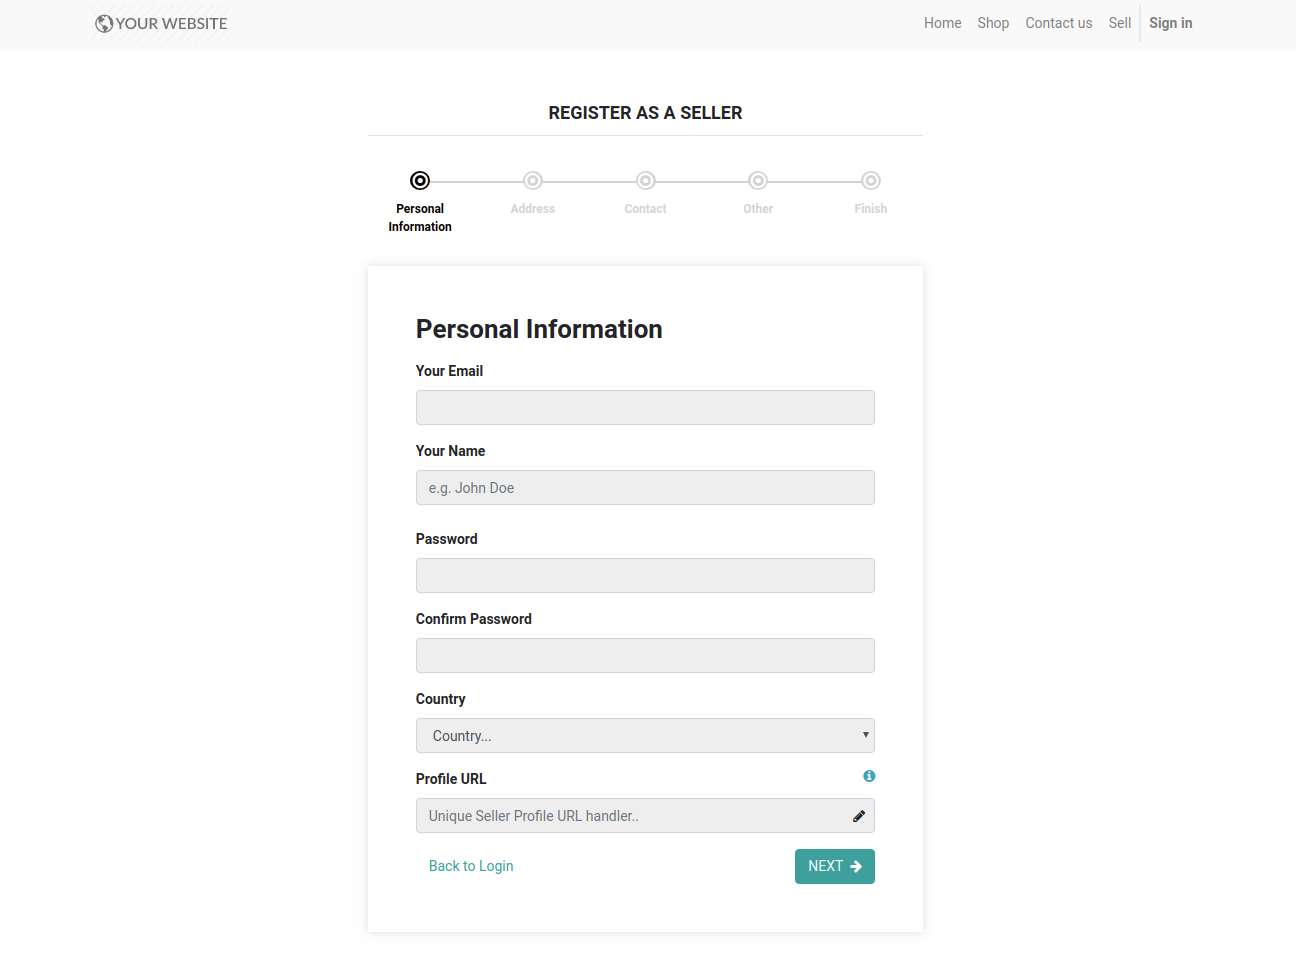 YOUR WEBSITE
Home Shop Contact us Sell Sign in
REGISTER AS A SELLER
Personal Information
Address
Contact
Other
Finish
Personal Information
Your Email
Your Name
e.g. John Doe
Password
Confirm Password
Country
Country...
Profile URL
Unique Seller Profile URL handler..
Back to Login
NEXT